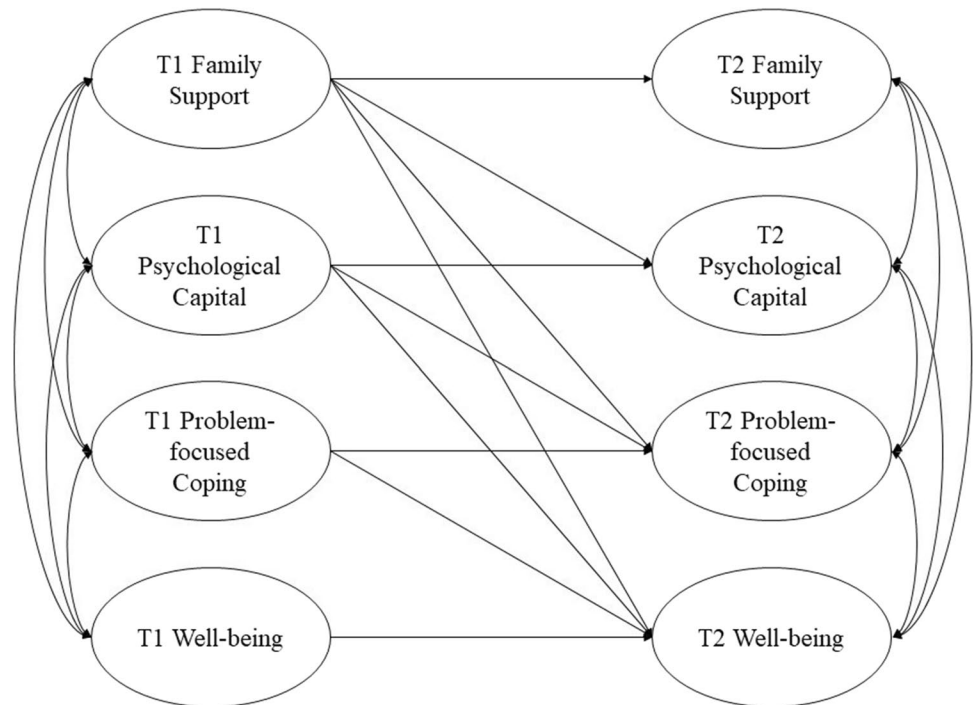 T1 Family
Support
T2 Family
Support
T1
Psychological
Capital
T2
Psychological
Capital
T1 Problem-
focused
Coping
T2 Problem-
focused
Coping
T1 Well-being
T2 Well-being